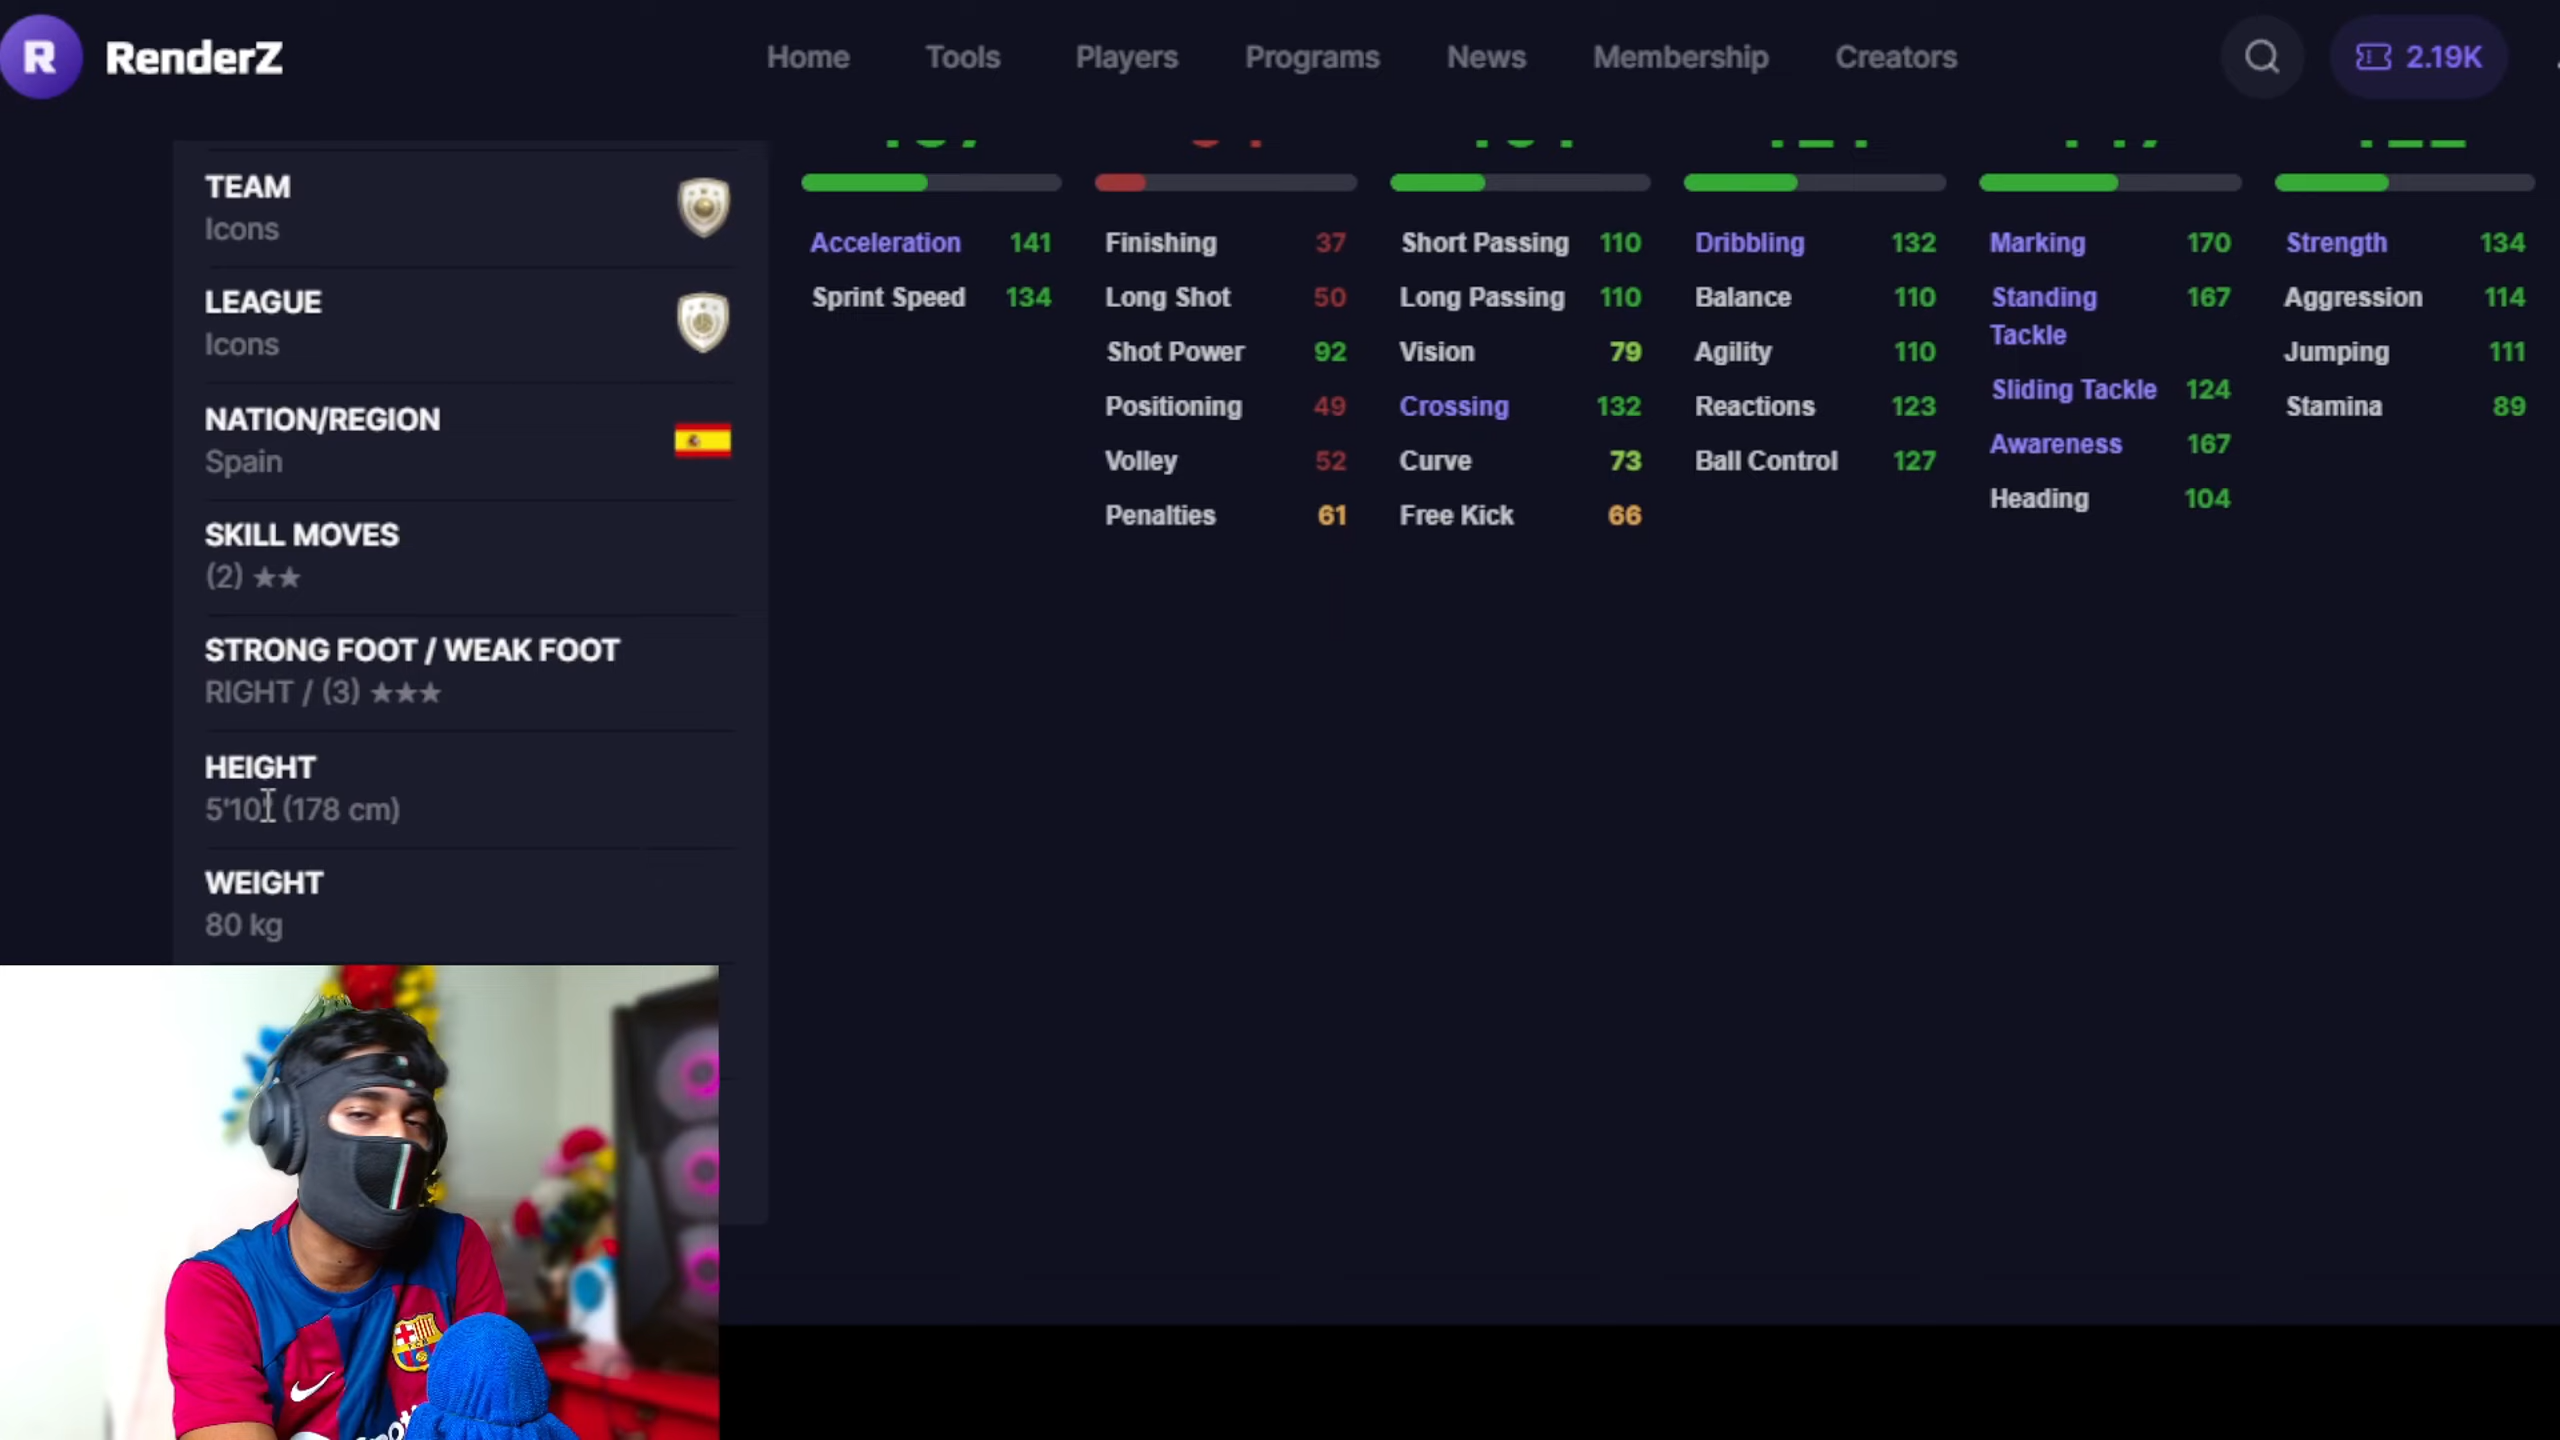 R RenderZ Home Tools Players Programs News Membership Creators 2.19K
TEAM
Icons
LEAGUE
Icons
NATION/REGION
Spain
SKILL MOVES
(2) ★★
STRONG FOOT / WEAK FOOT
RIGHT / (3) ★★★
HEIGHT
5'10" (178 cm)
WEIGHT
80 kg
Acceleration 141
Sprint Speed 134
Finishing 37
Long Shot 50
Shot Power 92
Positioning 49
Volley 52
Penalties 61
Short Passing 110
Long Passing 110
Vision 79
Crossing 132
Curve 73
Free Kick 66
Dribbling 132
Balance 110
Agility 110
Reactions 123
Ball Control 127
Marking 170
Standing 167
Tackle
Sliding Tackle 124
Awareness 167
Heading 104
Strength 134
Aggression 114
Jumping 111
Stamina 89